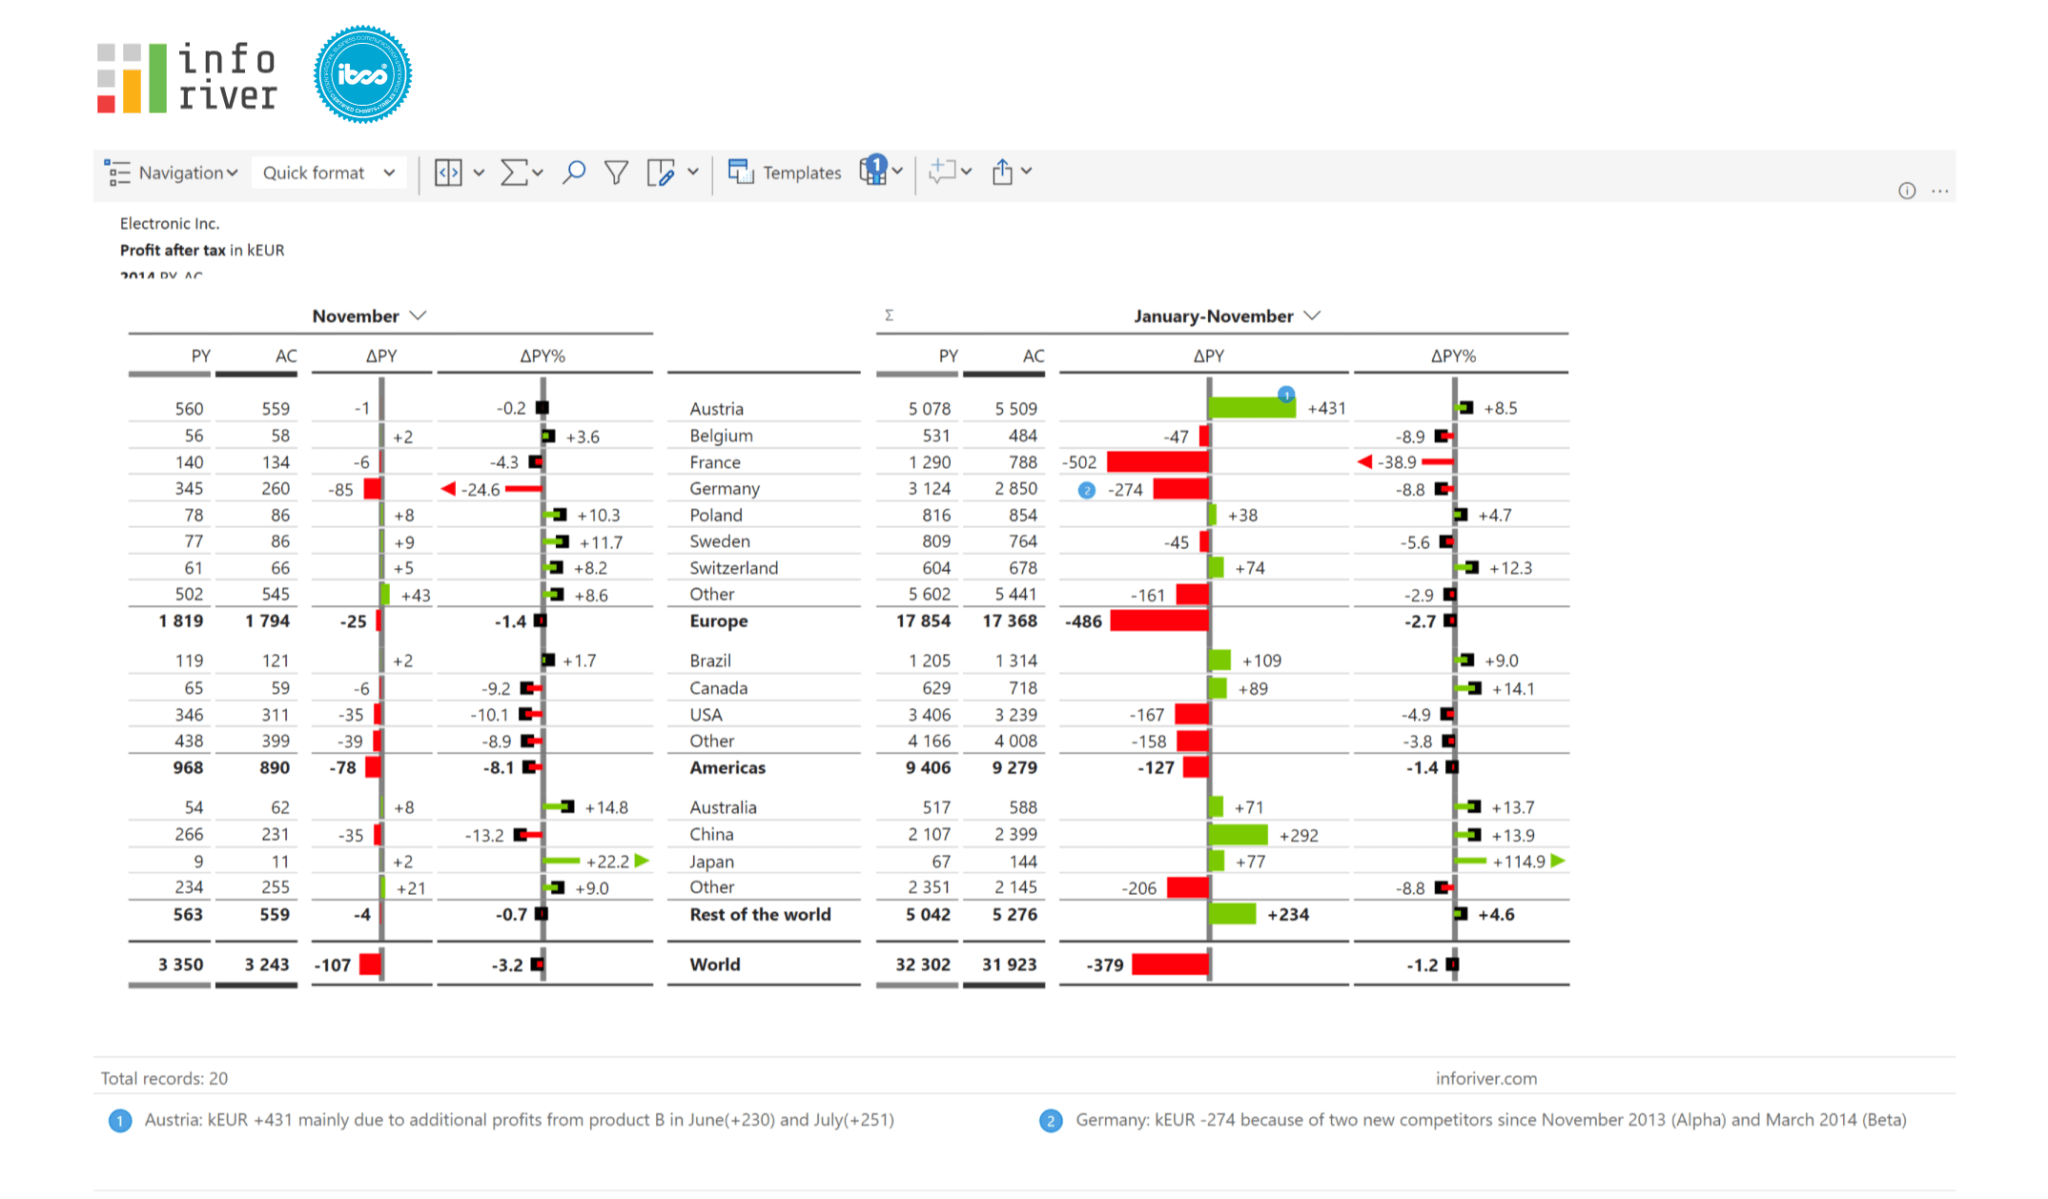 info
river
ibcs®
Navigation Quick format Templates 1
Electronic Inc.
Profit after tax in kEUR
2014 PY, AC
November Σ January-November
PY AC ΔPY ΔPY% PY AC ΔPY ΔPY%
560 559 -1 -0.2 Austria 5 078 5 509 1 +431 +8.5
56 58 +2 +3.6 Belgium 531 484 -47 -8.9
140 134 -6 -4.3 France 1 290 788 -502 -38.9
345 260 -85 -24.6 Germany 3 124 2 850 2 -274 -8.8
78 86 +8 +10.3 Poland 816 854 +38 +4.7
77 86 +9 +11.7 Sweden 809 764 -45 -5.6
61 66 +5 +8.2 Switzerland 604 678 +74 +12.3
502 545 +43 +8.6 Other 5 602 5 441 -161 -2.9
1 819 1 794 -25 -1.4 Europe 17 854 17 368 -486 -2.7
119 121 +2 +1.7 Brazil 1 205 1 314 +109 +9.0
65 59 -6 -9.2 Canada 629 718 +89 +14.1
346 311 -35 -10.1 USA 3 406 3 239 -167 -4.9
438 399 -39 -8.9 Other 4 166 4 008 -158 -3.8
968 890 -78 -8.1 Americas 9 406 9 279 -127 -1.4
54 62 +8 +14.8 Australia 517 588 +71 +13.7
266 231 -35 -13.2 China 2 107 2 399 +292 +13.9
9 11 +2 +22.2 Japan 67 144 +77 +114.9
234 255 +21 +9.0 Other 2 351 2 145 -206 -8.8
563 559 -4 -0.7 Rest of the world 5 042 5 276 +234 +4.6
3 350 3 243 -107 -3.2 World 32 302 31 923 -379 -1.2
Total records: 20 inforiver.com
1 Austria: kEUR +431 mainly due to additional profits from product B in June(+230) and July(+251)
2 Germany: kEUR -274 because of two new competitors since November 2013 (Alpha) and March 2014 (Beta)